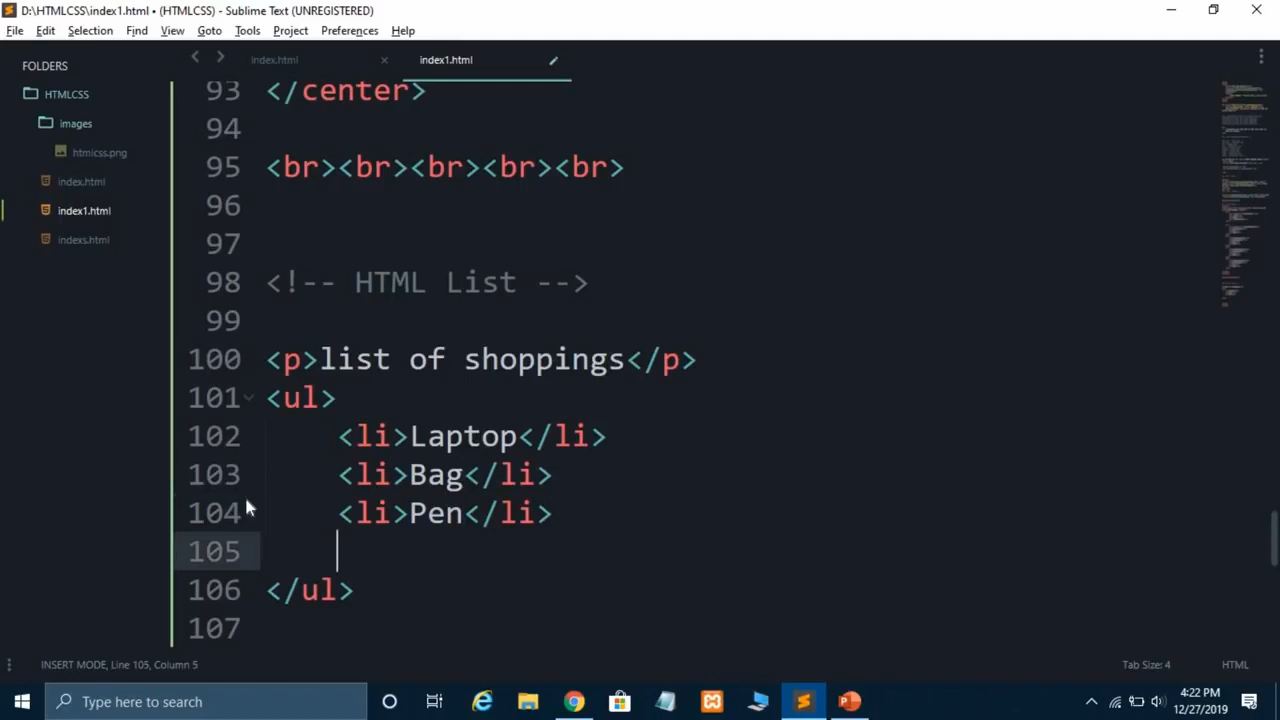 D:\HTMLCSS\index1.html • (HTMLCSS) - Sublime Text (UNREGISTERED)
File Edit Selection Find View Goto Tools Project Preferences Help
FOLDERS
HTMLCSS
images
htmlcss.png
index.html
index1.html
indexs.html
index.html
index1.html
93 </center>
94
95 <br><br><br><br><br>
96
97
98 <!-- HTML List -->
99
100 <p>list of shoppings</p>
101 <ul>
102 <li>Laptop</li>
103 <li>Bag</li>
104 <li>Pen</li>
105
106 </ul>
107
INSERT MODE, Line 105, Column 5
Tab Size: 4
HTML
Type here to search
4:22 PM
12/27/2019